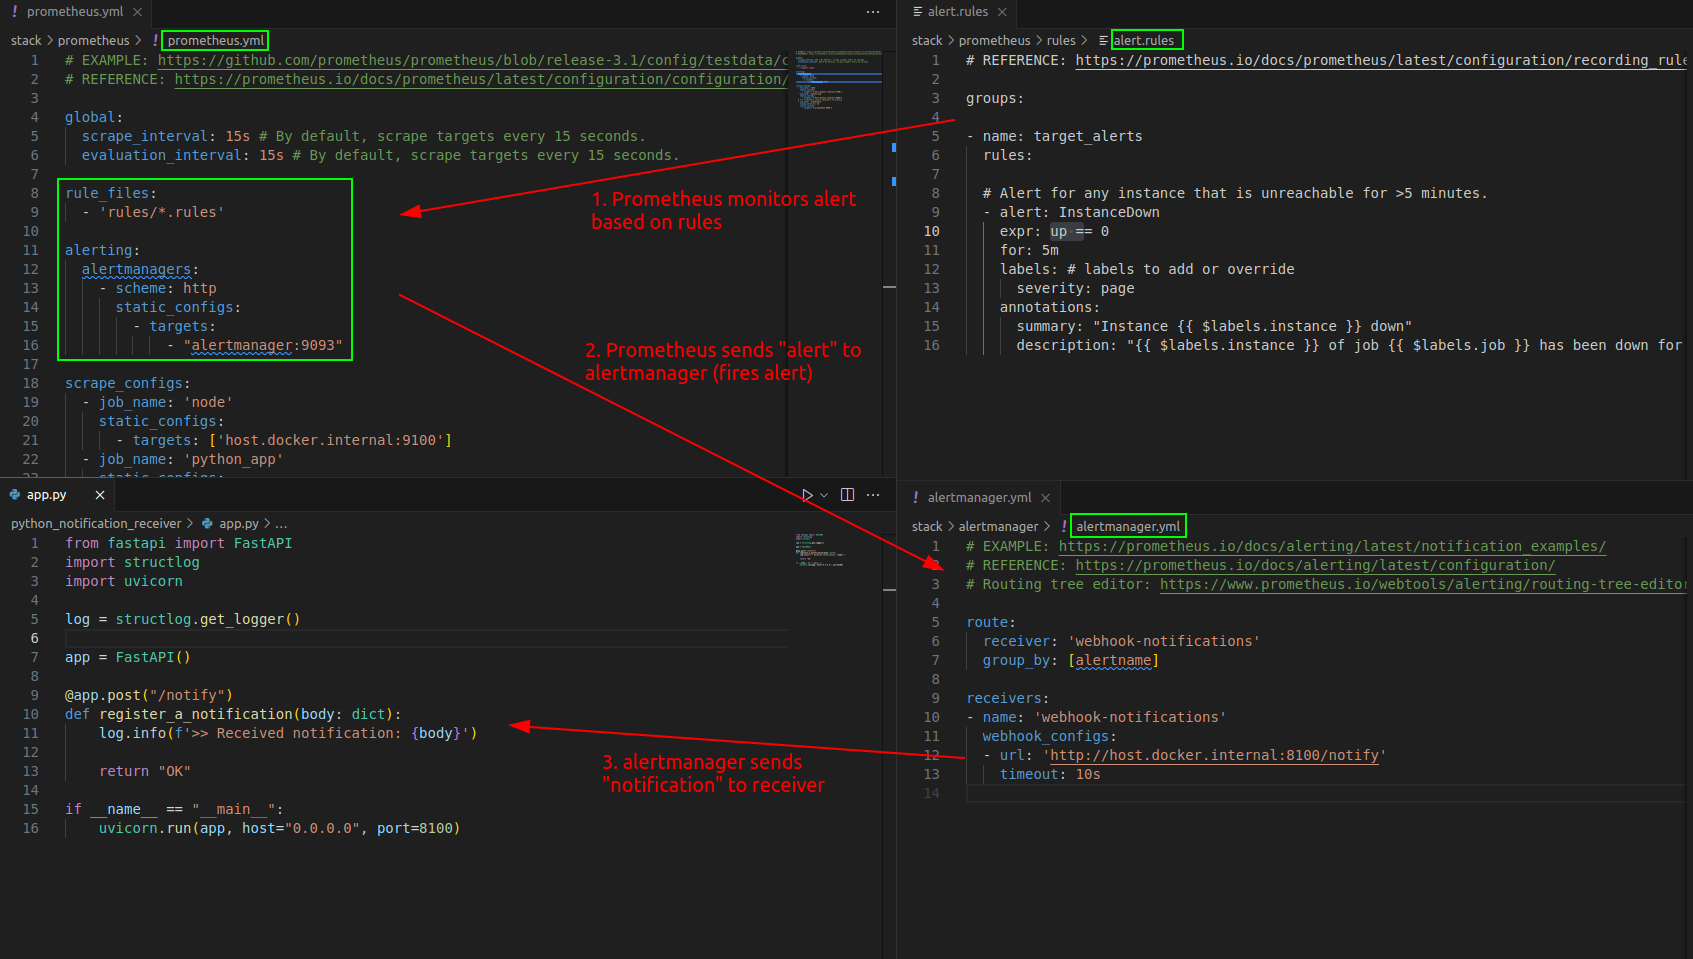 prometheus.yml
stack > prometheus > ! prometheus.yml
1 # EXAMPLE: https://github.com/prometheus/prometheus/blob/release-3.1/config/testdata/c
2 # REFERENCE: https://prometheus.io/docs/prometheus/latest/configuration/configuration/
3
4 global:
5 scrape_interval: 15s # By default, scrape targets every 15 seconds.
6 evaluation_interval: 15s # By default, scrape targets every 15 seconds.
7
8 rule_files:
9 - 'rules/*.rules'
10
11 alerting:
12 alertmanagers:
13 - scheme: http
14 static_configs:
15 - targets:
16 - "alertmanager:9093"
17
18 scrape_configs:
19 - job_name: 'node'
20 static_configs:
21 - targets: ['host.docker.internal:9100']
22 - job_name: 'python_app'
23 static_configs:
alert.rules
stack > prometheus > rules > alert.rules
1 # REFERENCE: https://prometheus.io/docs/prometheus/latest/configuration/recording_rule
2
3 groups:
4
5 - name: target_alerts
6 rules:
7
8 # Alert for any instance that is unreachable for >5 minutes.
9 - alert: InstanceDown
10 expr: up == 0
11 for: 5m
12 labels: # labels to add or override
13 severity: page
14 annotations:
15 summary: "Instance {{ $labels.instance }} down"
16 description: "{{ $labels.instance }} of job {{ $labels.job }} has been down for
1. Prometheus monitors alert
based on rules
2. Prometheus sends "alert" to
alertmanager (fires alert)
app.py
python_notification_receiver > app.py > ...
1 from fastapi import FastAPI
2 import structlog
3 import uvicorn
4
5 log = structlog.get_logger()
6
7 app = FastAPI()
8
9 @app.post("/notify")
10 def register_a_notification(body: dict):
11 log.info(f'>> Received notification: {body}')
12
13 return "OK"
14
15 if __name__ == "__main__":
16 uvicorn.run(app, host="0.0.0.0", port=8100)
alertmanager.yml
stack > alertmanager > ! alertmanager.yml
1 # EXAMPLE: https://prometheus.io/docs/alerting/latest/notification_examples/
2 # REFERENCE: https://prometheus.io/docs/alerting/latest/configuration/
3 # Routing tree editor: https://www.prometheus.io/webtools/alerting/routing-tree-editor
4
5 route:
6 receiver: 'webhook-notifications'
7 group_by: [alertname]
8
9 receivers:
10 - name: 'webhook-notifications'
11 webhook_configs:
12 - url: 'http://host.docker.internal:8100/notify'
13 timeout: 10s
14
3. alertmanager sends
"notification" to receiver